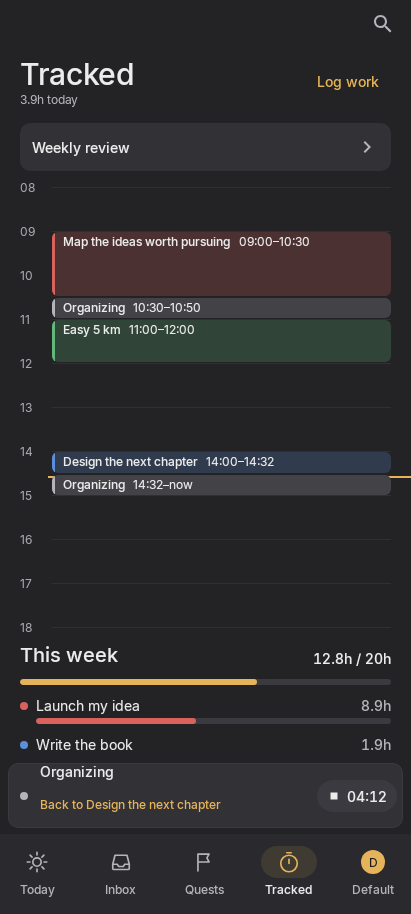 Tracked
3.9h today
Log work
Weekly review
08
09
Map the ideas worth pursuing 09:00–10:30
10
Organizing 10:30–10:50
11
Easy 5 km 11:00–12:00
12
13
14
Design the next chapter 14:00–14:32
Organizing 14:32–now
15
16
17
18
This week 12.8h / 20h
Launch my idea 8.9h
Write the book 1.9h
Organizing
Back to Design the next chapter
04:12
Today Inbox Quests Tracked D Default